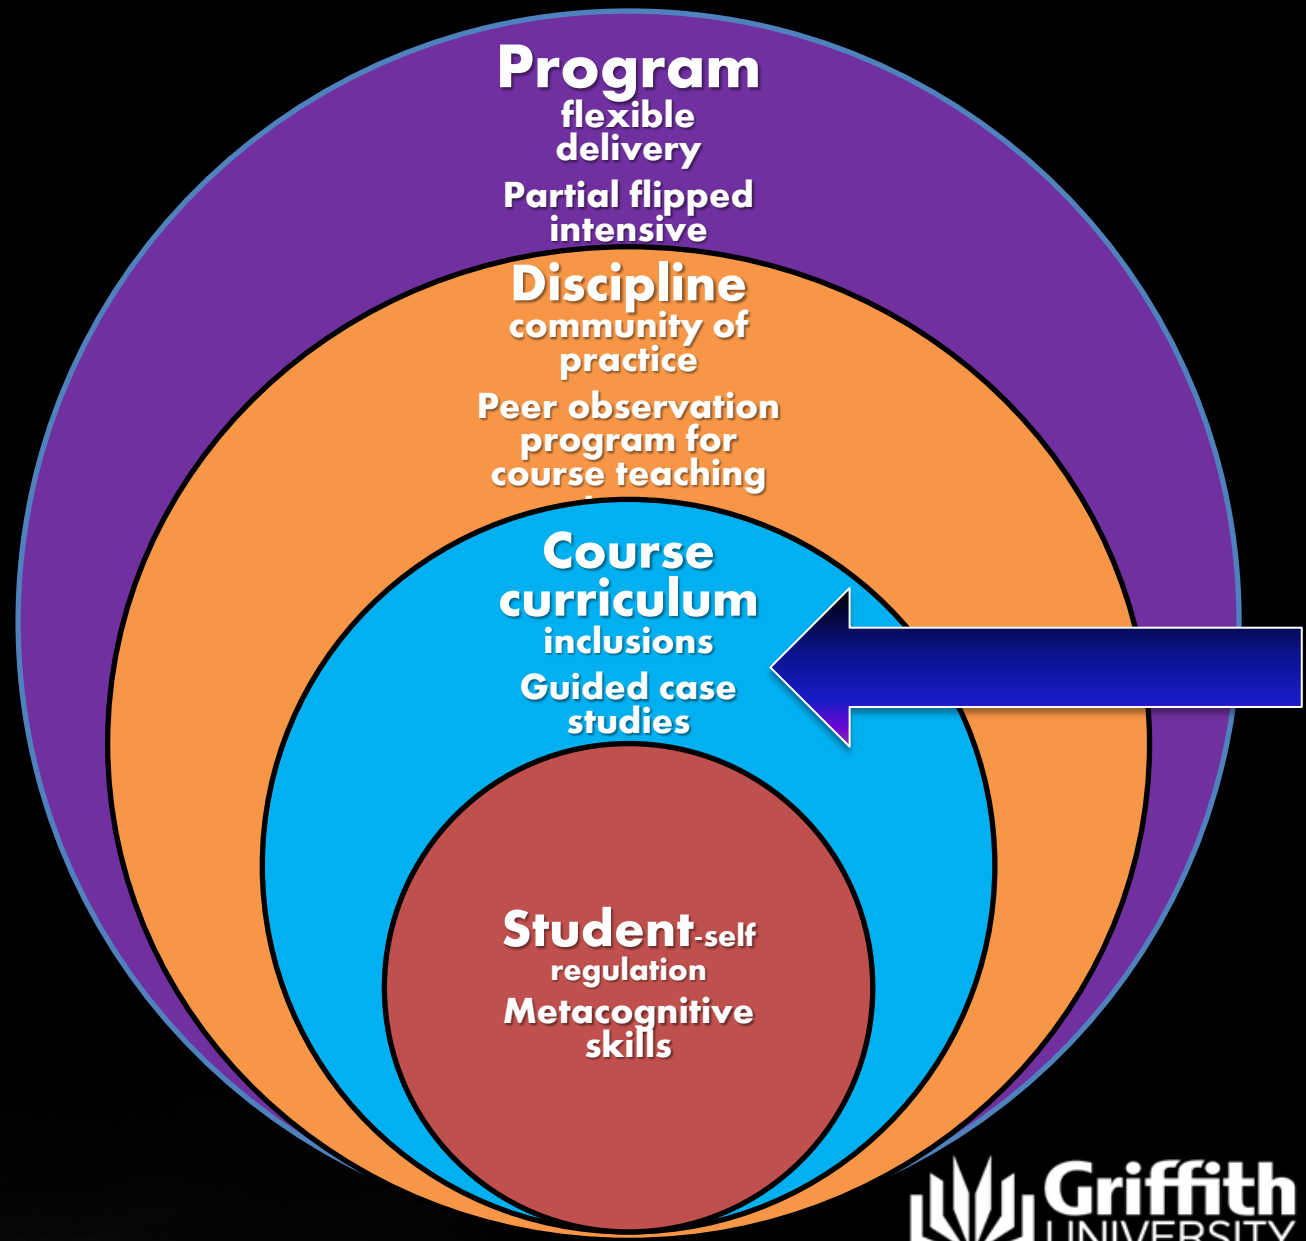 Program
flexible
delivery
Partial flipped
intensive
Discipline
community of
practice
Peer observation
program for
course teaching
Course
curriculum
inclusions
Guided case
studies
Student-self
regulation
Metacognitive
skills
Griffith
UNIVERSITY